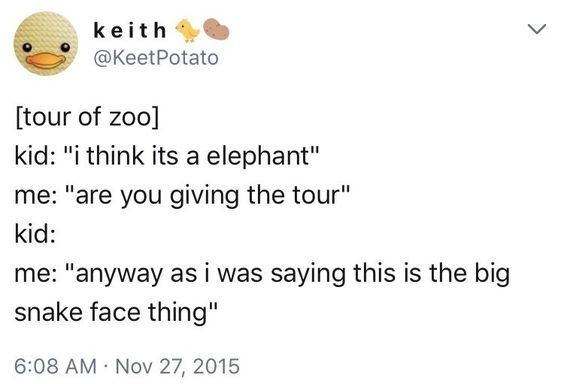 keith 🐤🥔
@KeetPotato
[tour of zoo]
kid: "i think its a elephant"
me: "are you giving the tour"
kid:
me: "anyway as i was saying this is the big
snake face thing"
6:08 AM · Nov 27, 2015